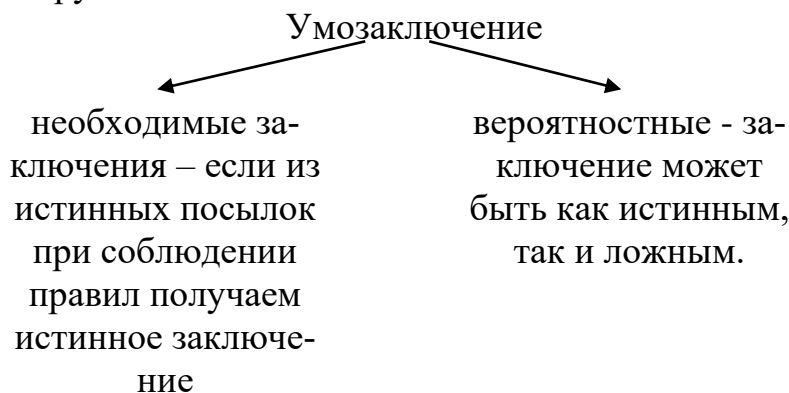 Умозаключение
необходимые за-
ключения – если из
истинных посылок
при соблюдении
правил получаем
истинное заключе-
ние
вероятностные - за-
ключение может
быть как истинным,
так и ложным.